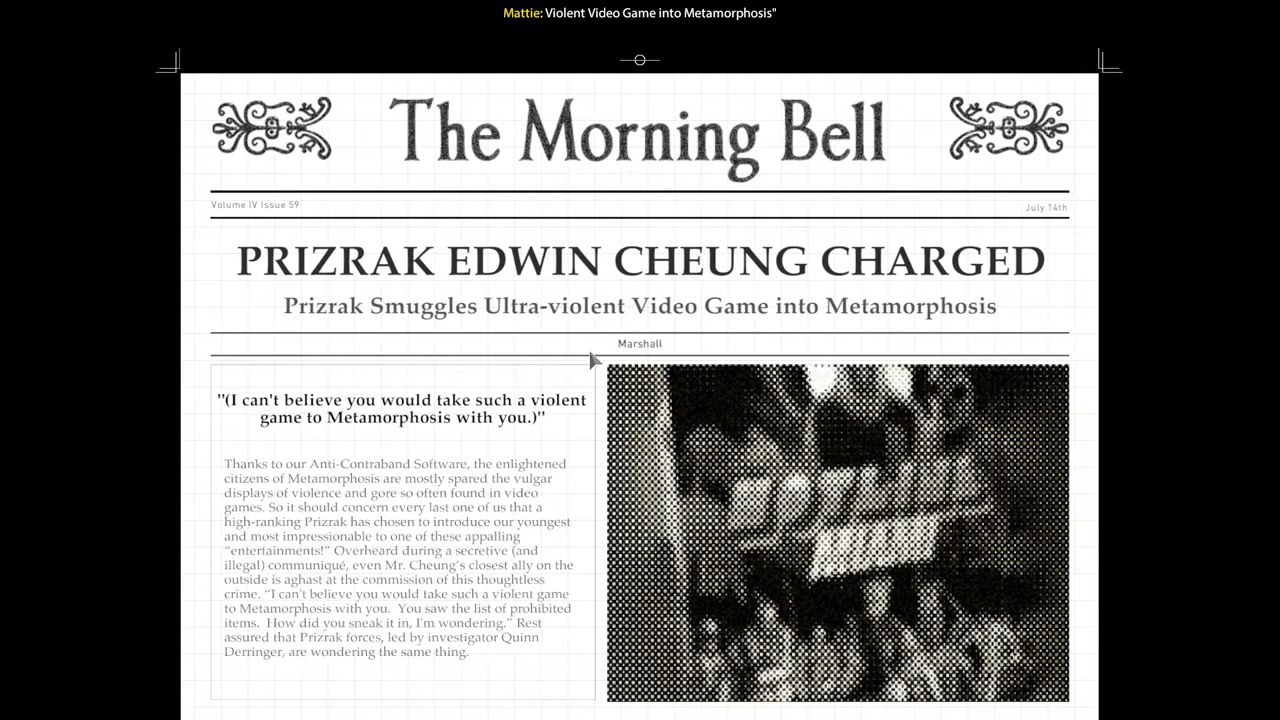 Mattie: Violent Video Game into Metamorphosis"
The Morning Bell
Volume IV Issue 59
July 14th
PRIZRAK EDWIN CHEUNG CHARGED
Prizrak Smuggles Ultra-violent Video Game into Metamorphosis
Marshall
"(I can't believe you would take such a violent
game to Metamorphosis with you.)"
Thanks to our Anti-Contraband Software, the enlightened
citizens of Metamorphosis are mostly spared the vulgar
displays of violence and gore so often found in video
games. So it should concern every last one of us that a
high-ranking Prizrak has chosen to introduce our youngest
and most impressionable to one of these appalling
“entertainments!” Overheard during a secretive (and
illegal) communiqué, even Mr. Cheung's closest ally on the
outside is aghast at the commission of this thoughtless
crime. “I can't believe you would take such a violent game
to Metamorphosis with you.  You saw the list of prohibited
items.  How did you sneak it in, I'm wondering.” Rest
assured that Prizrak forces, led by investigator Quinn
Derringer, are wondering the same thing.